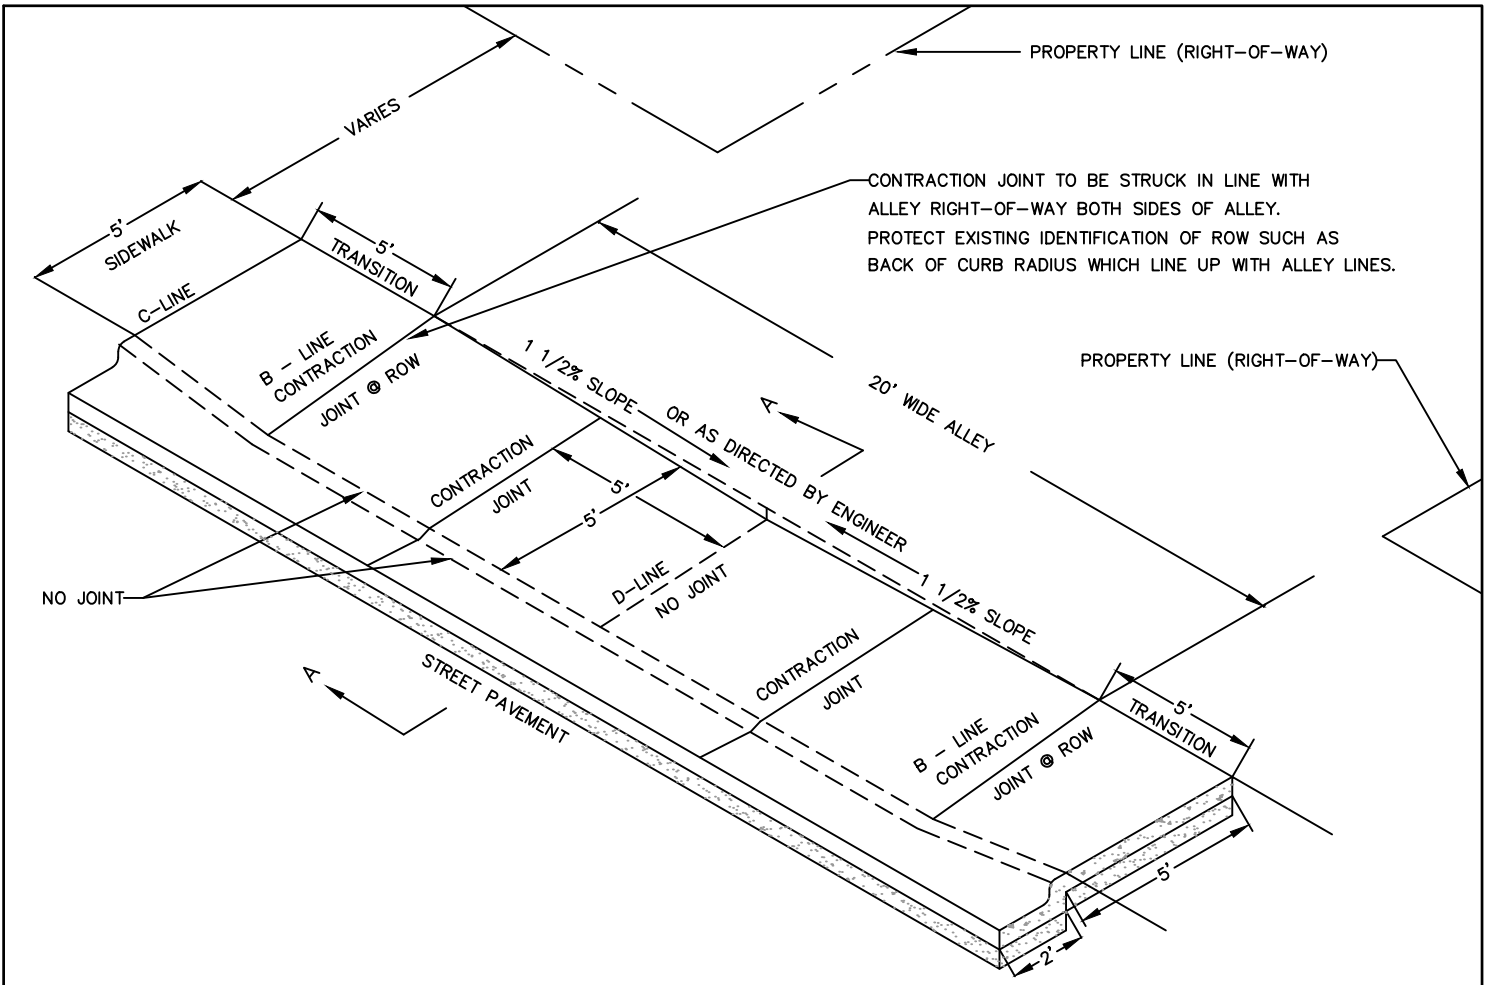 PROPERTY LINE (RIGHT-OF-WAY)
VARIES
CONTRACTION JOINT TO BE STRUCK IN LINE WITH
ALLEY RIGHT-OF-WAY BOTH SIDES OF ALLEY.
PROTECT EXISTING IDENTIFICATION OF ROW SUCH AS
BACK OF CURB RADIUS WHICH LINE UP WITH ALLEY LINES.
5'
SIDEWALK
5'
TRANSITION
C-LINE
B - LINE
CONTRACTION
JOINT @ ROW
1 1/2% SLOPE
OR AS DIRECTED BY ENGINEER
1 1/2% SLOPE
A
20' WIDE ALLEY
PROPERTY LINE (RIGHT-OF-WAY)
CONTRACTION
JOINT
5'
5'
D-LINE
NO JOINT
NO JOINT
A
STREET PAVEMENT
CONTRACTION
JOINT
B - LINE
CONTRACTION
JOINT @ ROW
5'
TRANSITION
5'
2'